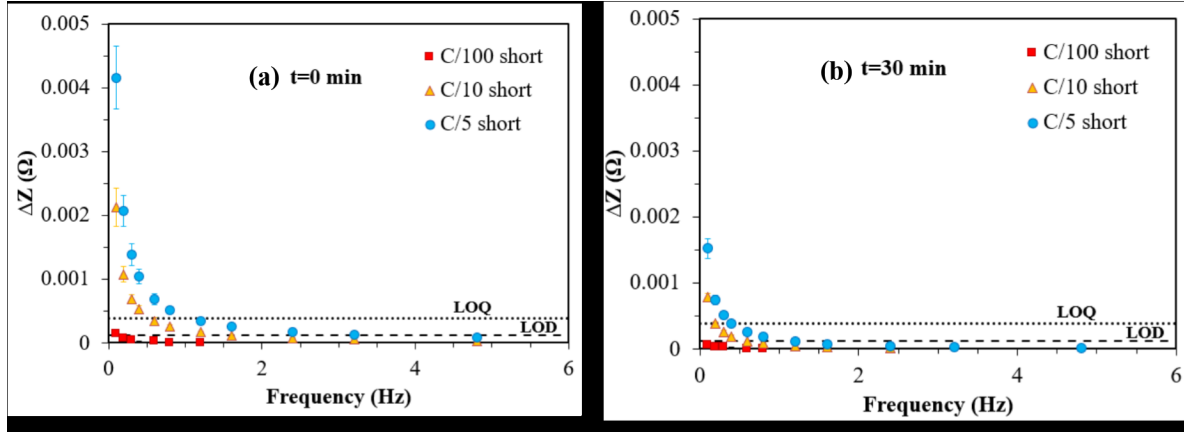 0.005
0.004
0.003
0.002
0.001
0
ΔZ (Ω)
(a) t=0 min
C/100 short
C/10 short
C/5 short
LOQ
LOD
0 2 4 6
Frequency (Hz)
0.005
0.004
0.003
0.002
0.001
0
ΔZ (Ω)
(b) t=30 min
C/100 short
C/10 short
C/5 short
LOQ
LOD
0 2 4 6
Frequency (Hz)